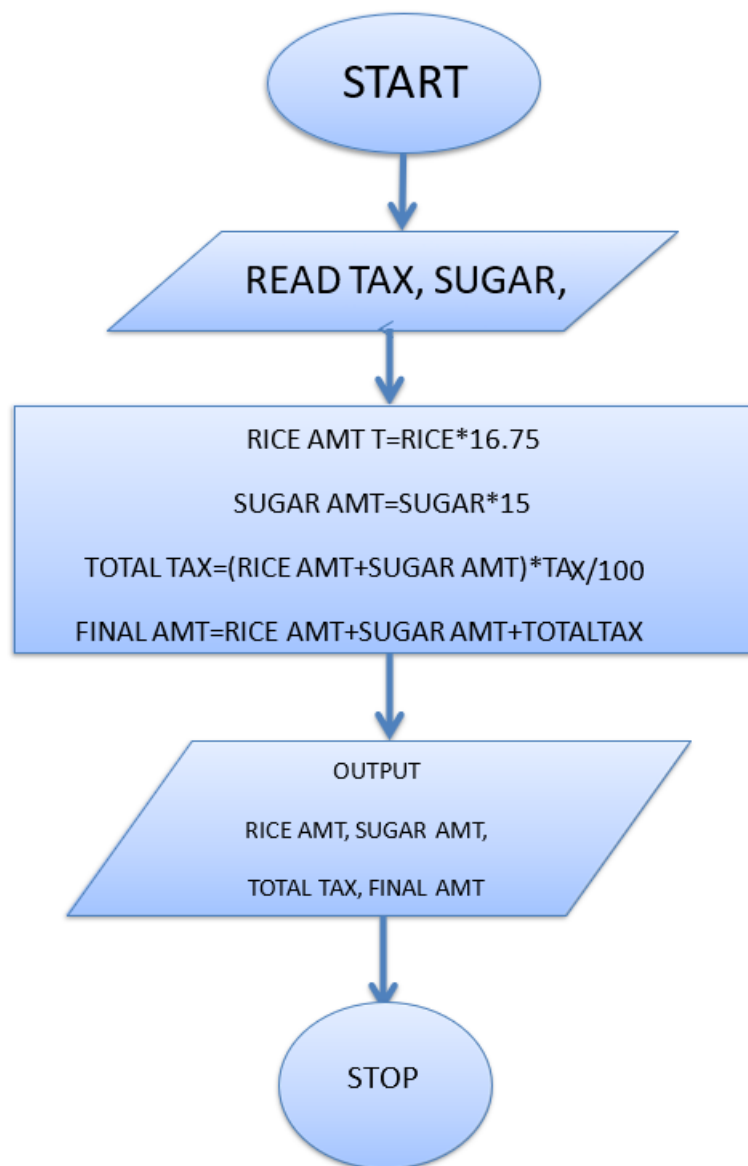 START
READ TAX, SUGAR,
RICE AMT T=RICE*16.75
SUGAR AMT=SUGAR*15
TOTAL TAX=(RICE AMT+SUGAR AMT)*TAX/100
FINAL AMT=RICE AMT+SUGAR AMT+TOTALTAX
OUTPUT
RICE AMT, SUGAR AMT,
TOTAL TAX, FINAL AMT
STOP